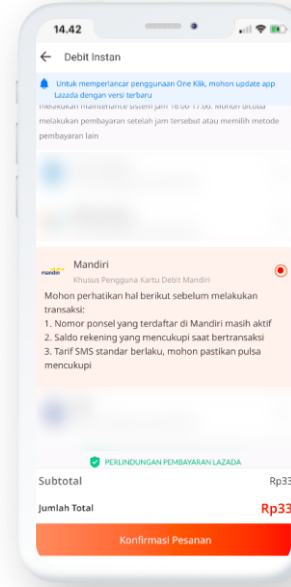 14.42
Debit Instan
Untuk memperlancar penggunaan One Klik, mohon update app
Lazada dengan versi terbaru
melakukan maintenance sistem jam 16.00-17.00. Mohon dicoba
melakukan pembayaran setelah jam tersebut atau memilih metode
pembayaran lain
mandiri
Mandiri
Khusus Pengguna Kartu Debit Mandiri
Mohon perhatikan hal berikut sebelum melakukan
transaksi:
1. Nomor ponsel yang terdaftar di Mandiri masih aktif
2. Saldo rekening yang mencukupi saat bertransaksi
3. Tarif SMS standar berlaku, mohon pastikan pulsa
mencukupi
PERLINDUNGAN PEMBAYARAN LAZADA
Subtotal Rp33
Jumlah Total Rp33
Konfirmasi Pesanan